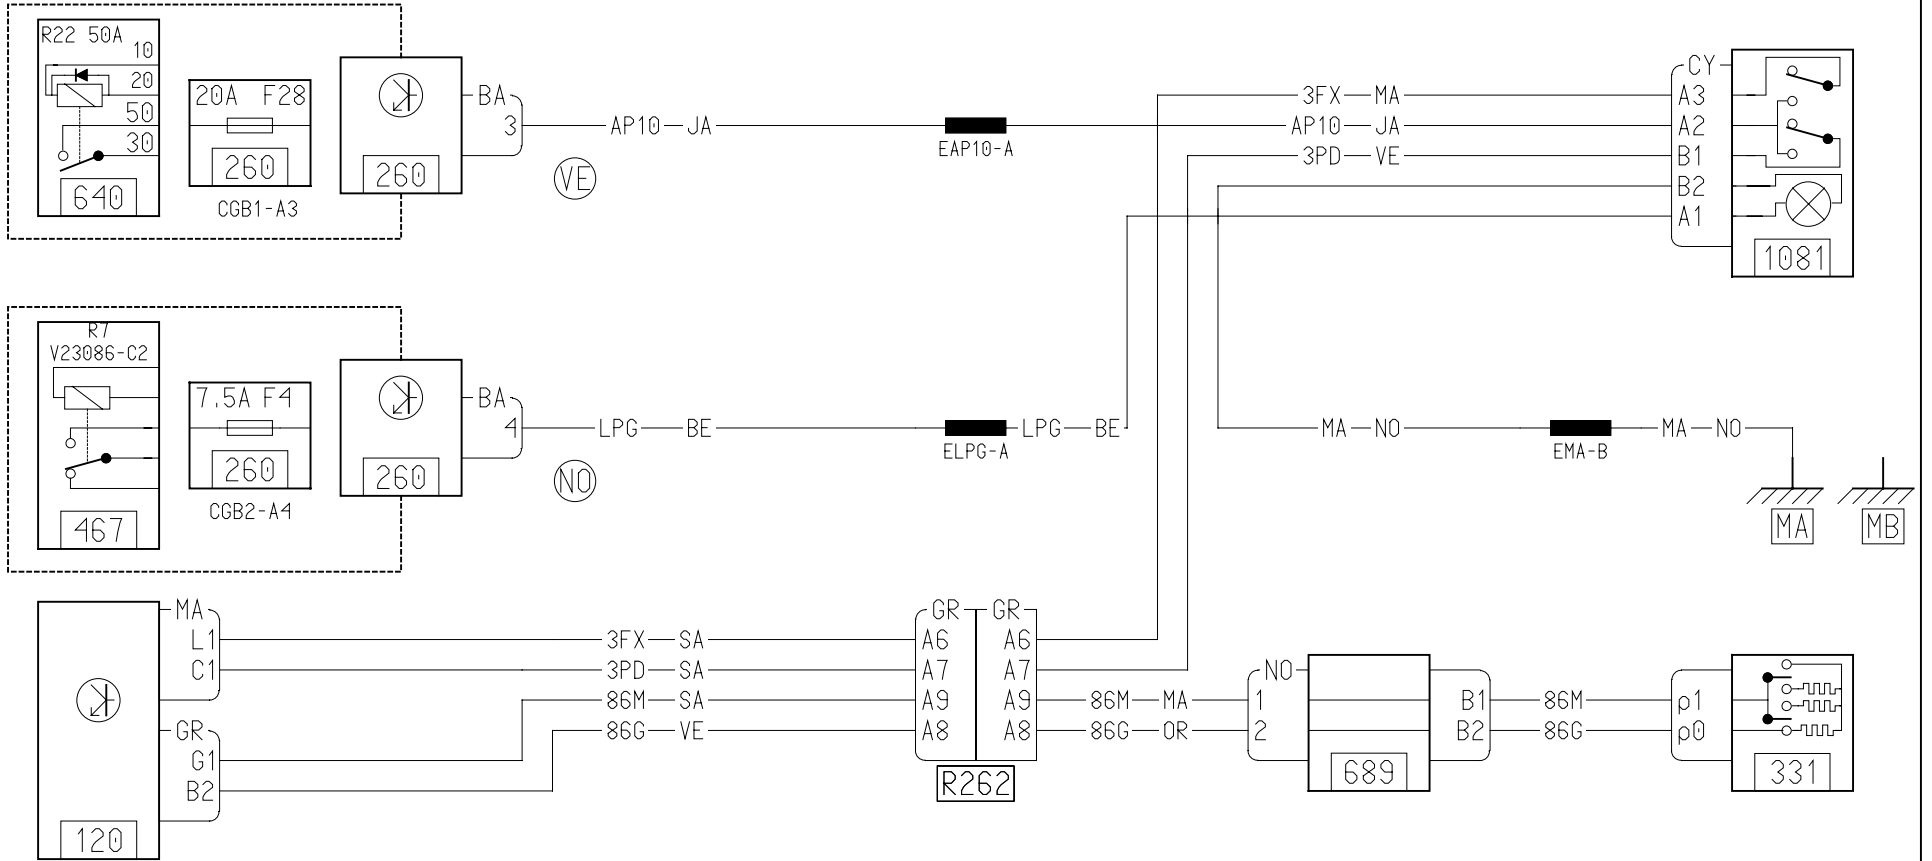 R22 50A
10
20
50
30
640
20A F28
260
CGB1-A3
260
BA
3
AP10 JA
VE
EAP10-A
3FX MA
AP10 JA
3PD VE
CY
A3
A2
B1
B2
A1
1081
R7
V23086-C2
467
7.5A F4
260
CGB2-A4
260
BA
4
LPG BE
NO
ELPG-A
LPG BE
MA NO
EMA-B
MA NO
MA
MB
MA
L1
C1
GR
G1
B2
120
3FX SA
3PD SA
86M SA
86G VE
GR GR
A6 A6
A7 A7
A9 A9
A8 A8
R262
86M MA
86G OR
NO
1
2
689
B1
B2
86M
86G
p1
p0
331